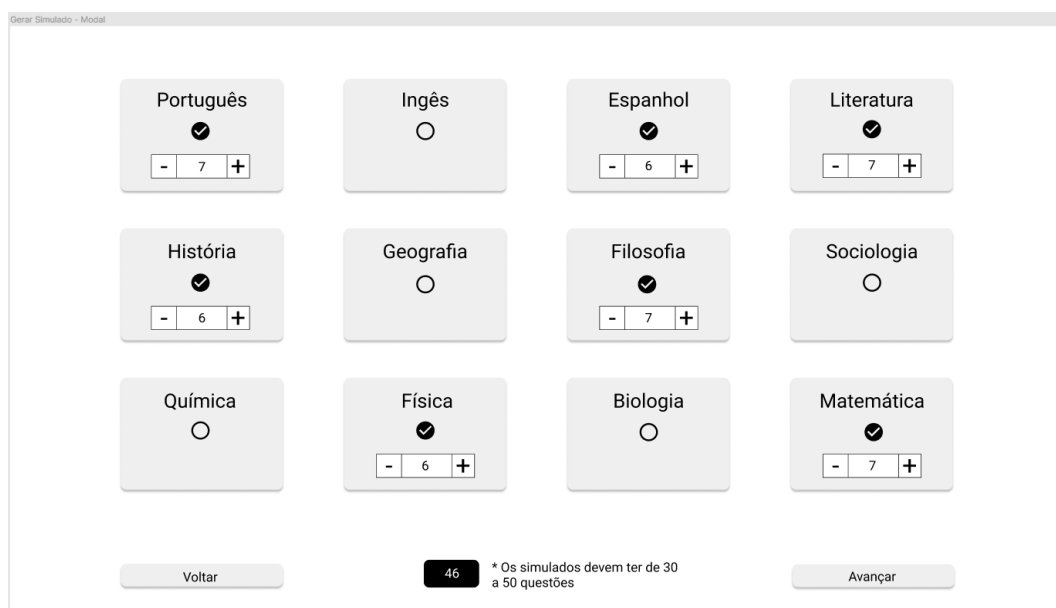 Gerar Simulado - Modal
Português
Ingês
Espanhol
Literatura
- 7 +
- 6 +
- 7 +
História
Geografia
Filosofia
Sociologia
- 6 +
- 7 +
Química
Física
Biologia
Matemática
- 6 +
- 7 +
Voltar
46
* Os simulados devem ter de 30
a 50 questões
Avançar